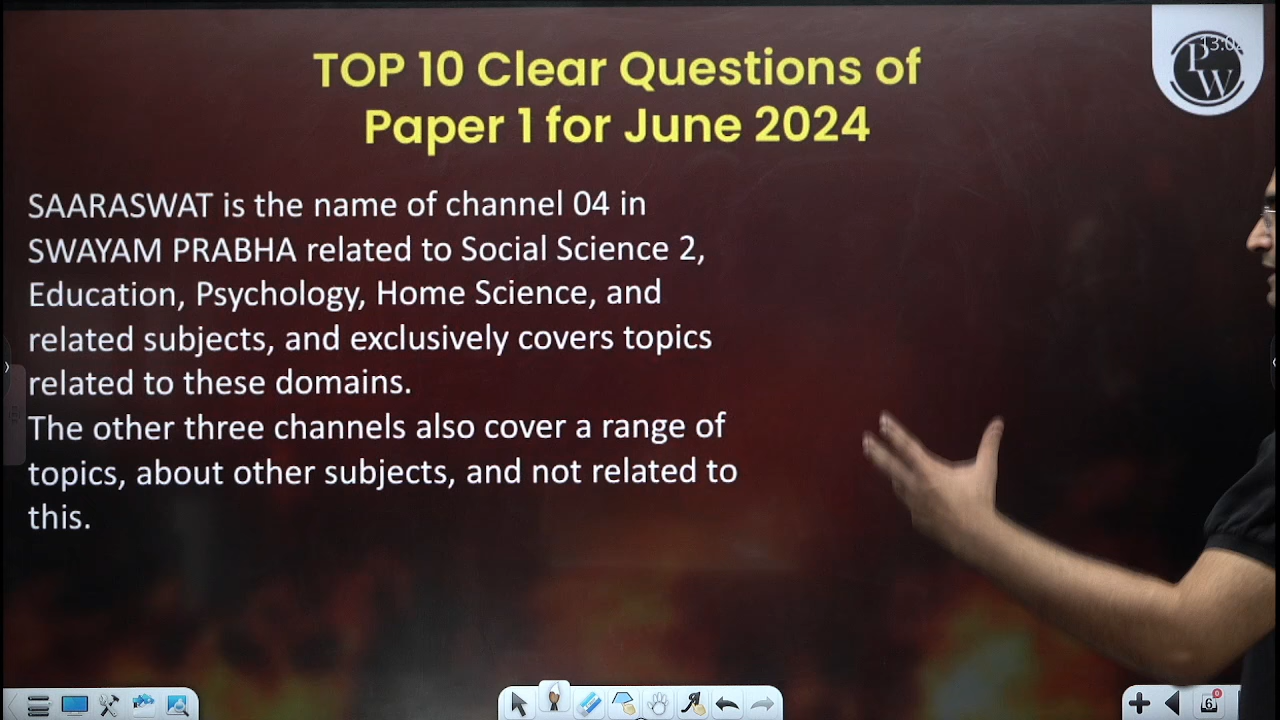 TOP 10 Clear Questions of
Paper 1 for June 2024
SAARASWAT is the name of channel 04 in
SWAYAM PRABHA related to Social Science 2,
Education, Psychology, Home Science, and
related subjects, and exclusively covers topics
related to these domains.
The other three channels also cover a range of
topics, about other subjects, and not related to
this.
PW